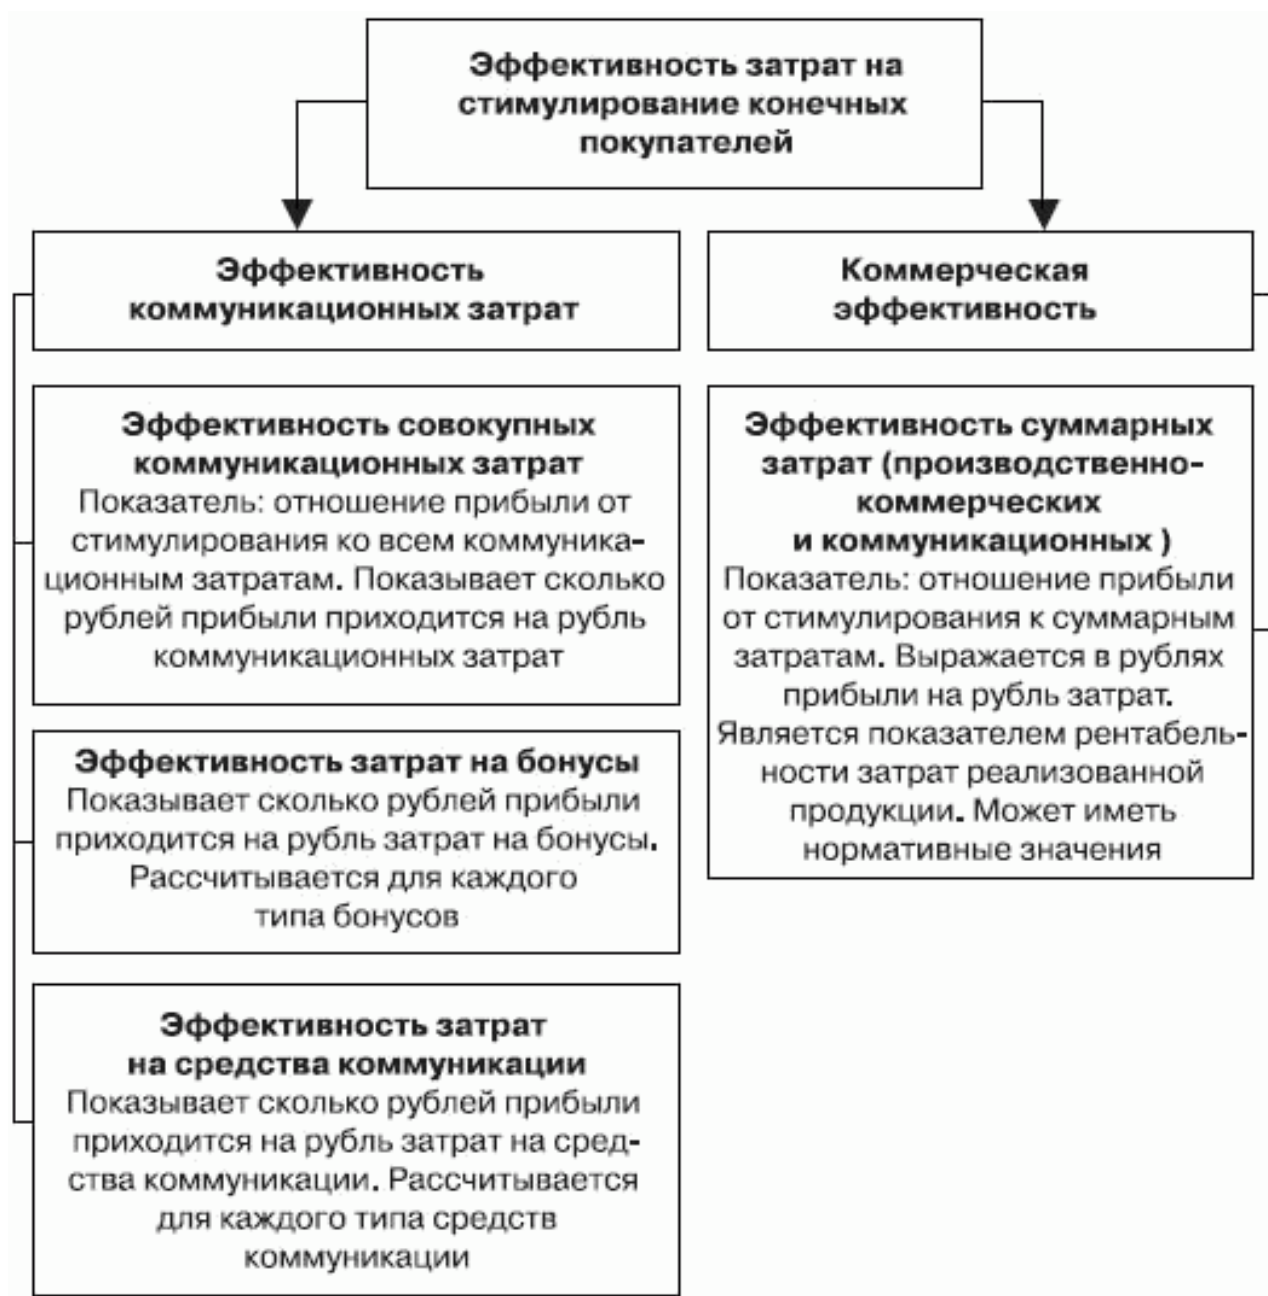 Эффективность затрат на
стимулирование конечных
покупателей
Эффективность
коммуникационных затрат
Коммерческая
эффективность
Эффективность совокупных
коммуникационных затрат
Показатель: отношение прибыли от
стимулирования ко всем коммуника-
ционным затратам. Показывает сколько
рублей прибыли приходится на рубль
коммуникационных затрат
Эффективность затрат на бонусы
Показывает сколько рублей прибыли
приходится на рубль затрат на бонусы.
Рассчитывается для каждого
типа бонусов
Эффективность затрат
на средства коммуникации
Показывает сколько рублей прибыли
приходится на рубль затрат на сред-
ства коммуникации. Рассчитывается
для каждого типа средств
коммуникации
Эффективность суммарных
затрат (производственно-
коммерческих
и коммуникационных )
Показатель: отношение прибыли
от стимулирования к суммарным
затратам. Выражается в рублях
прибыли на рубль затрат.
Является показателем рентабель-
ности затрат реализованной
продукции. Может иметь
нормативные значения